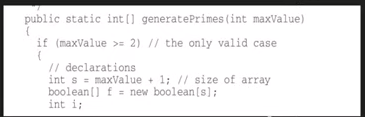 */
public static int[] generatePrimes(int maxValue)
{
if (maxValue >= 2) // the only valid case
{
// declarations
int s = maxValue + 1; // size of array
boolean[] f = new boolean[s];
int i;